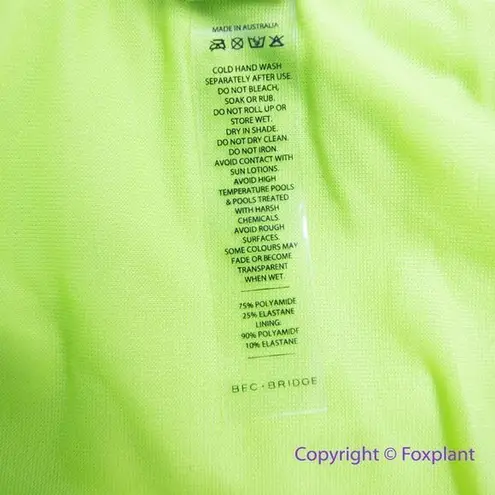 MADE IN AUSTRALIA
COLD HAND WASH
SEPARATELY AFTER USE.
DO NOT BLEACH,
SOAK OR RUB.
DO NOT ROLL UP OR
STORE WET.
DRY IN SHADE.
DO NOT DRY CLEAN.
DO NOT IRON.
AVOID CONTACT WITH
SUN LOTIONS.
AVOID HIGH
TEMPERATURE POOLS
& POOLS TREATED
WITH HARSH
CHEMICALS.
AVOID ROUGH
SURFACES.
SOME COLOURS MAY
FADE OR BECOME
TRANSPARENT
WHEN WET.
75% POLYAMIDE
25% ELASTANE
LINING:
90% POLYAMIDE
10% ELASTANE
BEC·BRIDGE
Copyright © Foxplant